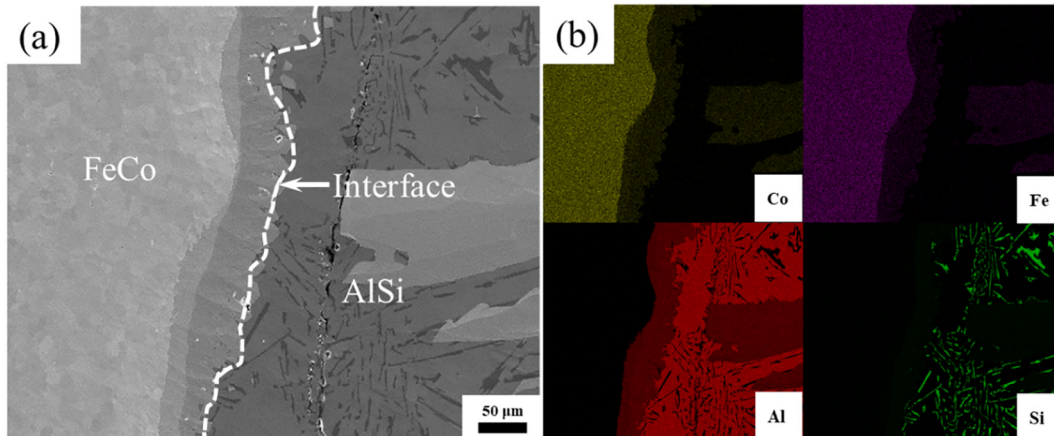 (a)
FeCo
Interface
AlSi
50 μm
(b)
Co
Fe
Al
Si